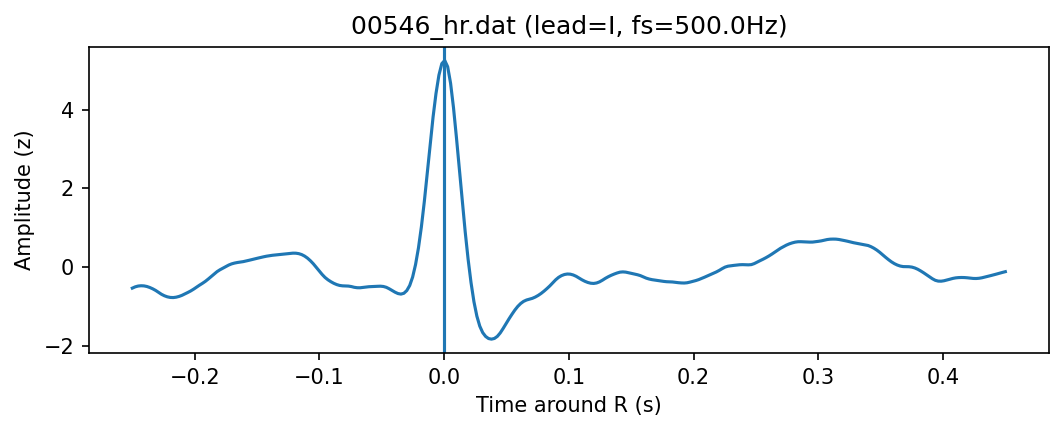 00546_hr.dat (lead=I, fs=500.0Hz)
Amplitude (z)
4
2
0
−2
−0.2 −0.1 0.0 0.1 0.2 0.3 0.4
Time around R (s)